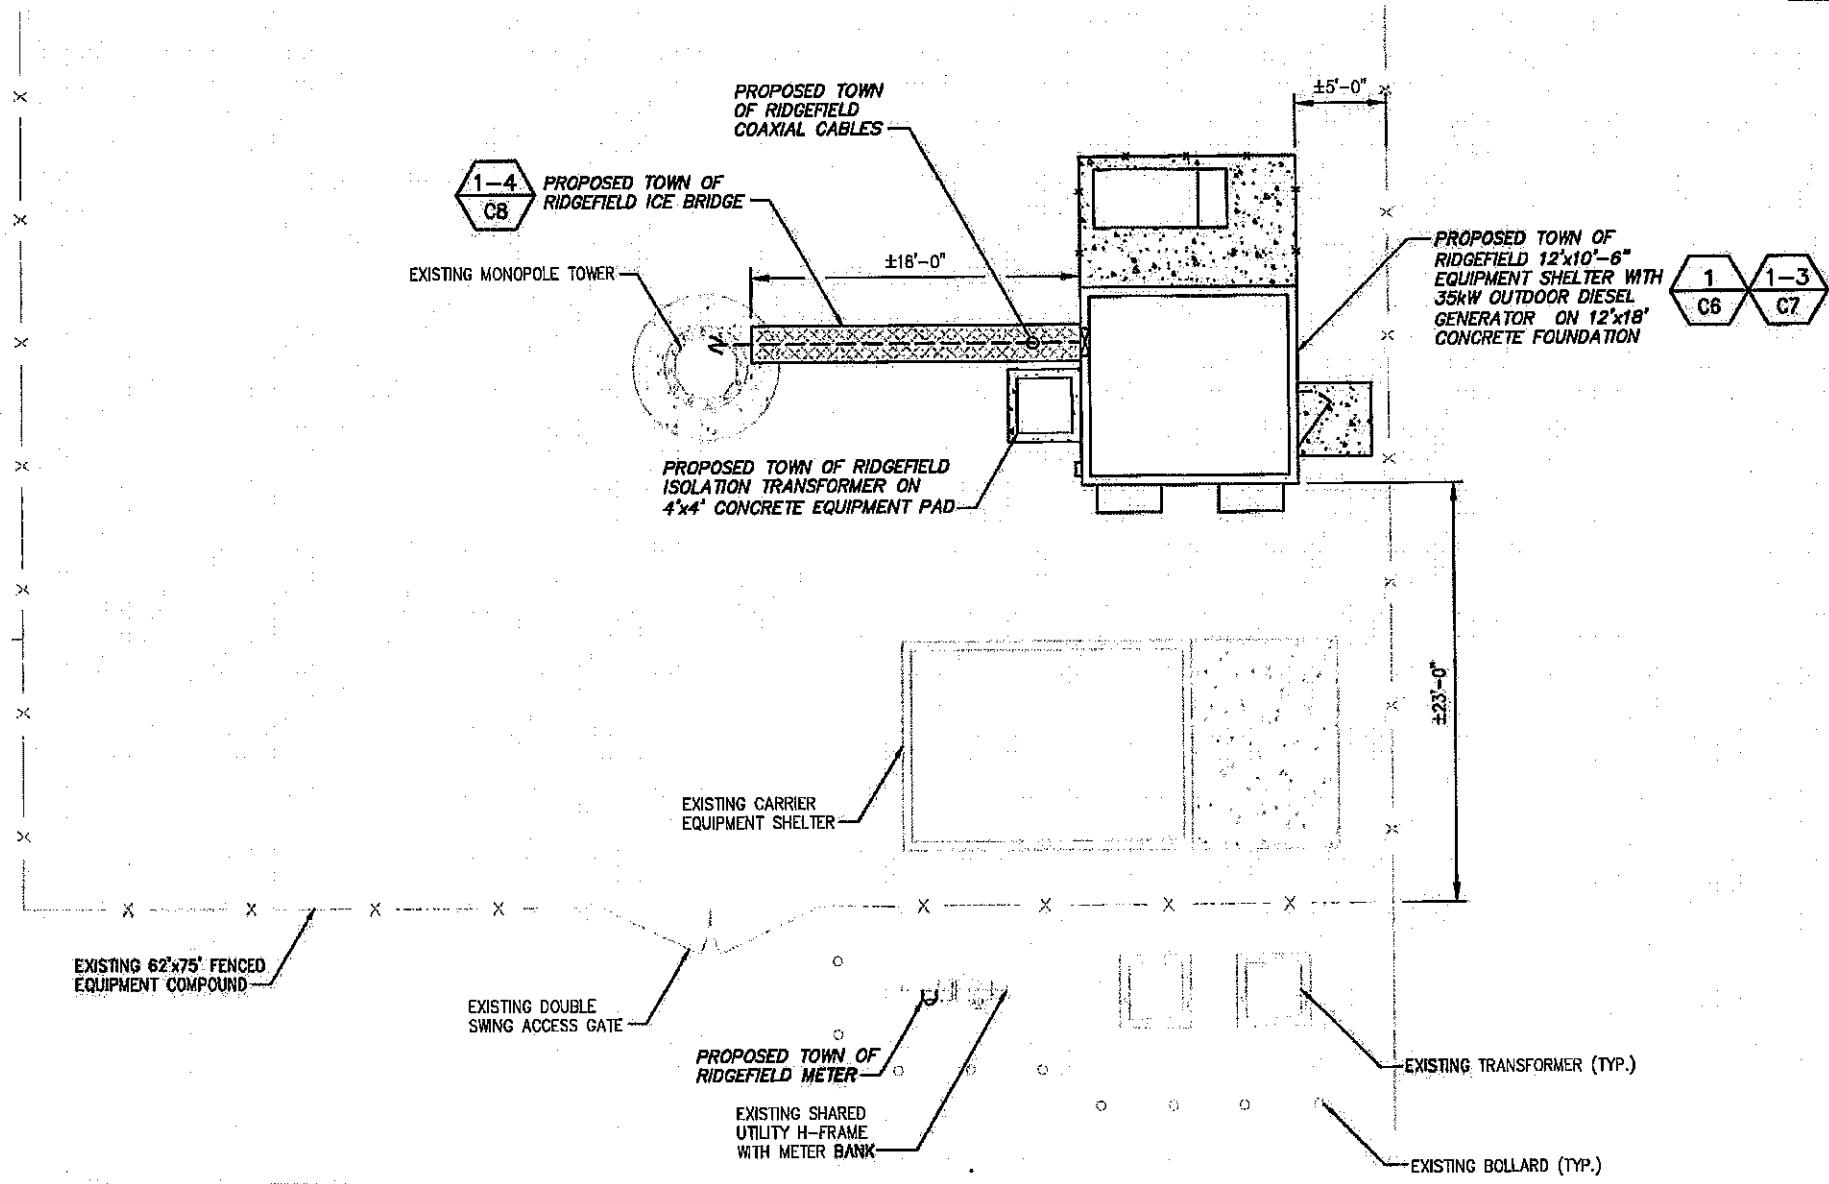 ±5'-0"
PROPOSED TOWN
OF RIDGEFIELD
COAXIAL CABLES
1-4
C8
PROPOSED TOWN OF
RIDGEFIELD ICE BRIDGE
EXISTING MONOPOLE TOWER
±18'-0"
PROPOSED TOWN OF
RIDGEFIELD 12'x10'-6"
EQUIPMENT SHELTER WITH
35kW OUTDOOR DIESEL
GENERATOR ON 12'x18'
CONCRETE FOUNDATION
1
C6
1-3
C7
PROPOSED TOWN OF RIDGEFIELD
ISOLATION TRANSFORMER ON
4'x4' CONCRETE EQUIPMENT PAD
±23'-0"
EXISTING CARRIER
EQUIPMENT SHELTER
EXISTING 62'x75' FENCED
EQUIPMENT COMPOUND
EXISTING DOUBLE
SWING ACCESS GATE
PROPOSED TOWN OF
RIDGEFIELD METER
EXISTING SHARED
UTILITY H-FRAME
WITH METER BANK
EXISTING TRANSFORMER (TYP.)
EXISTING BOLLARD (TYP.)